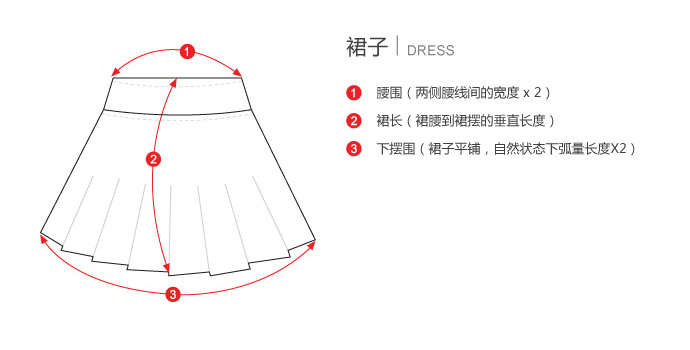 裙子 | DRESS
1 腰围（两侧腰线间的宽度 x 2）
2 裙长（裙腰到裙摆的垂直长度）
3 下摆围（裙子平铺，自然状态下弧量长度X2）
1
2
3